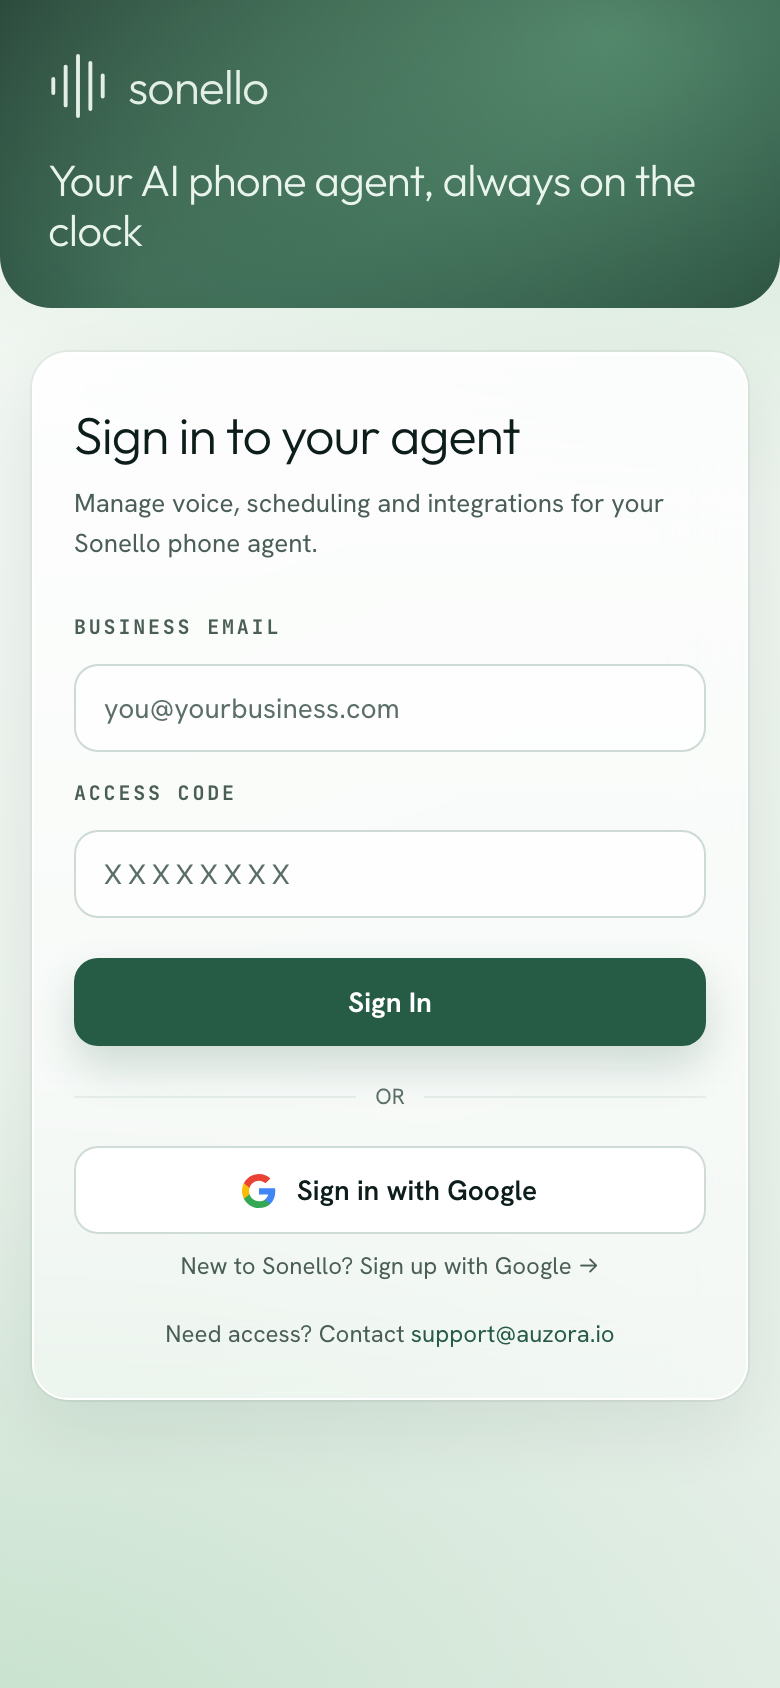 sonello
Your AI phone agent, always on the
clock
Sign in to your agent
Manage voice, scheduling and integrations for your
Sonello phone agent.
BUSINESS EMAIL
you@yourbusiness.com
ACCESS CODE
XXXXXXXX
Sign In
OR
Sign in with Google
New to Sonello? Sign up with Google →
Need access? Contact support@auzora.io